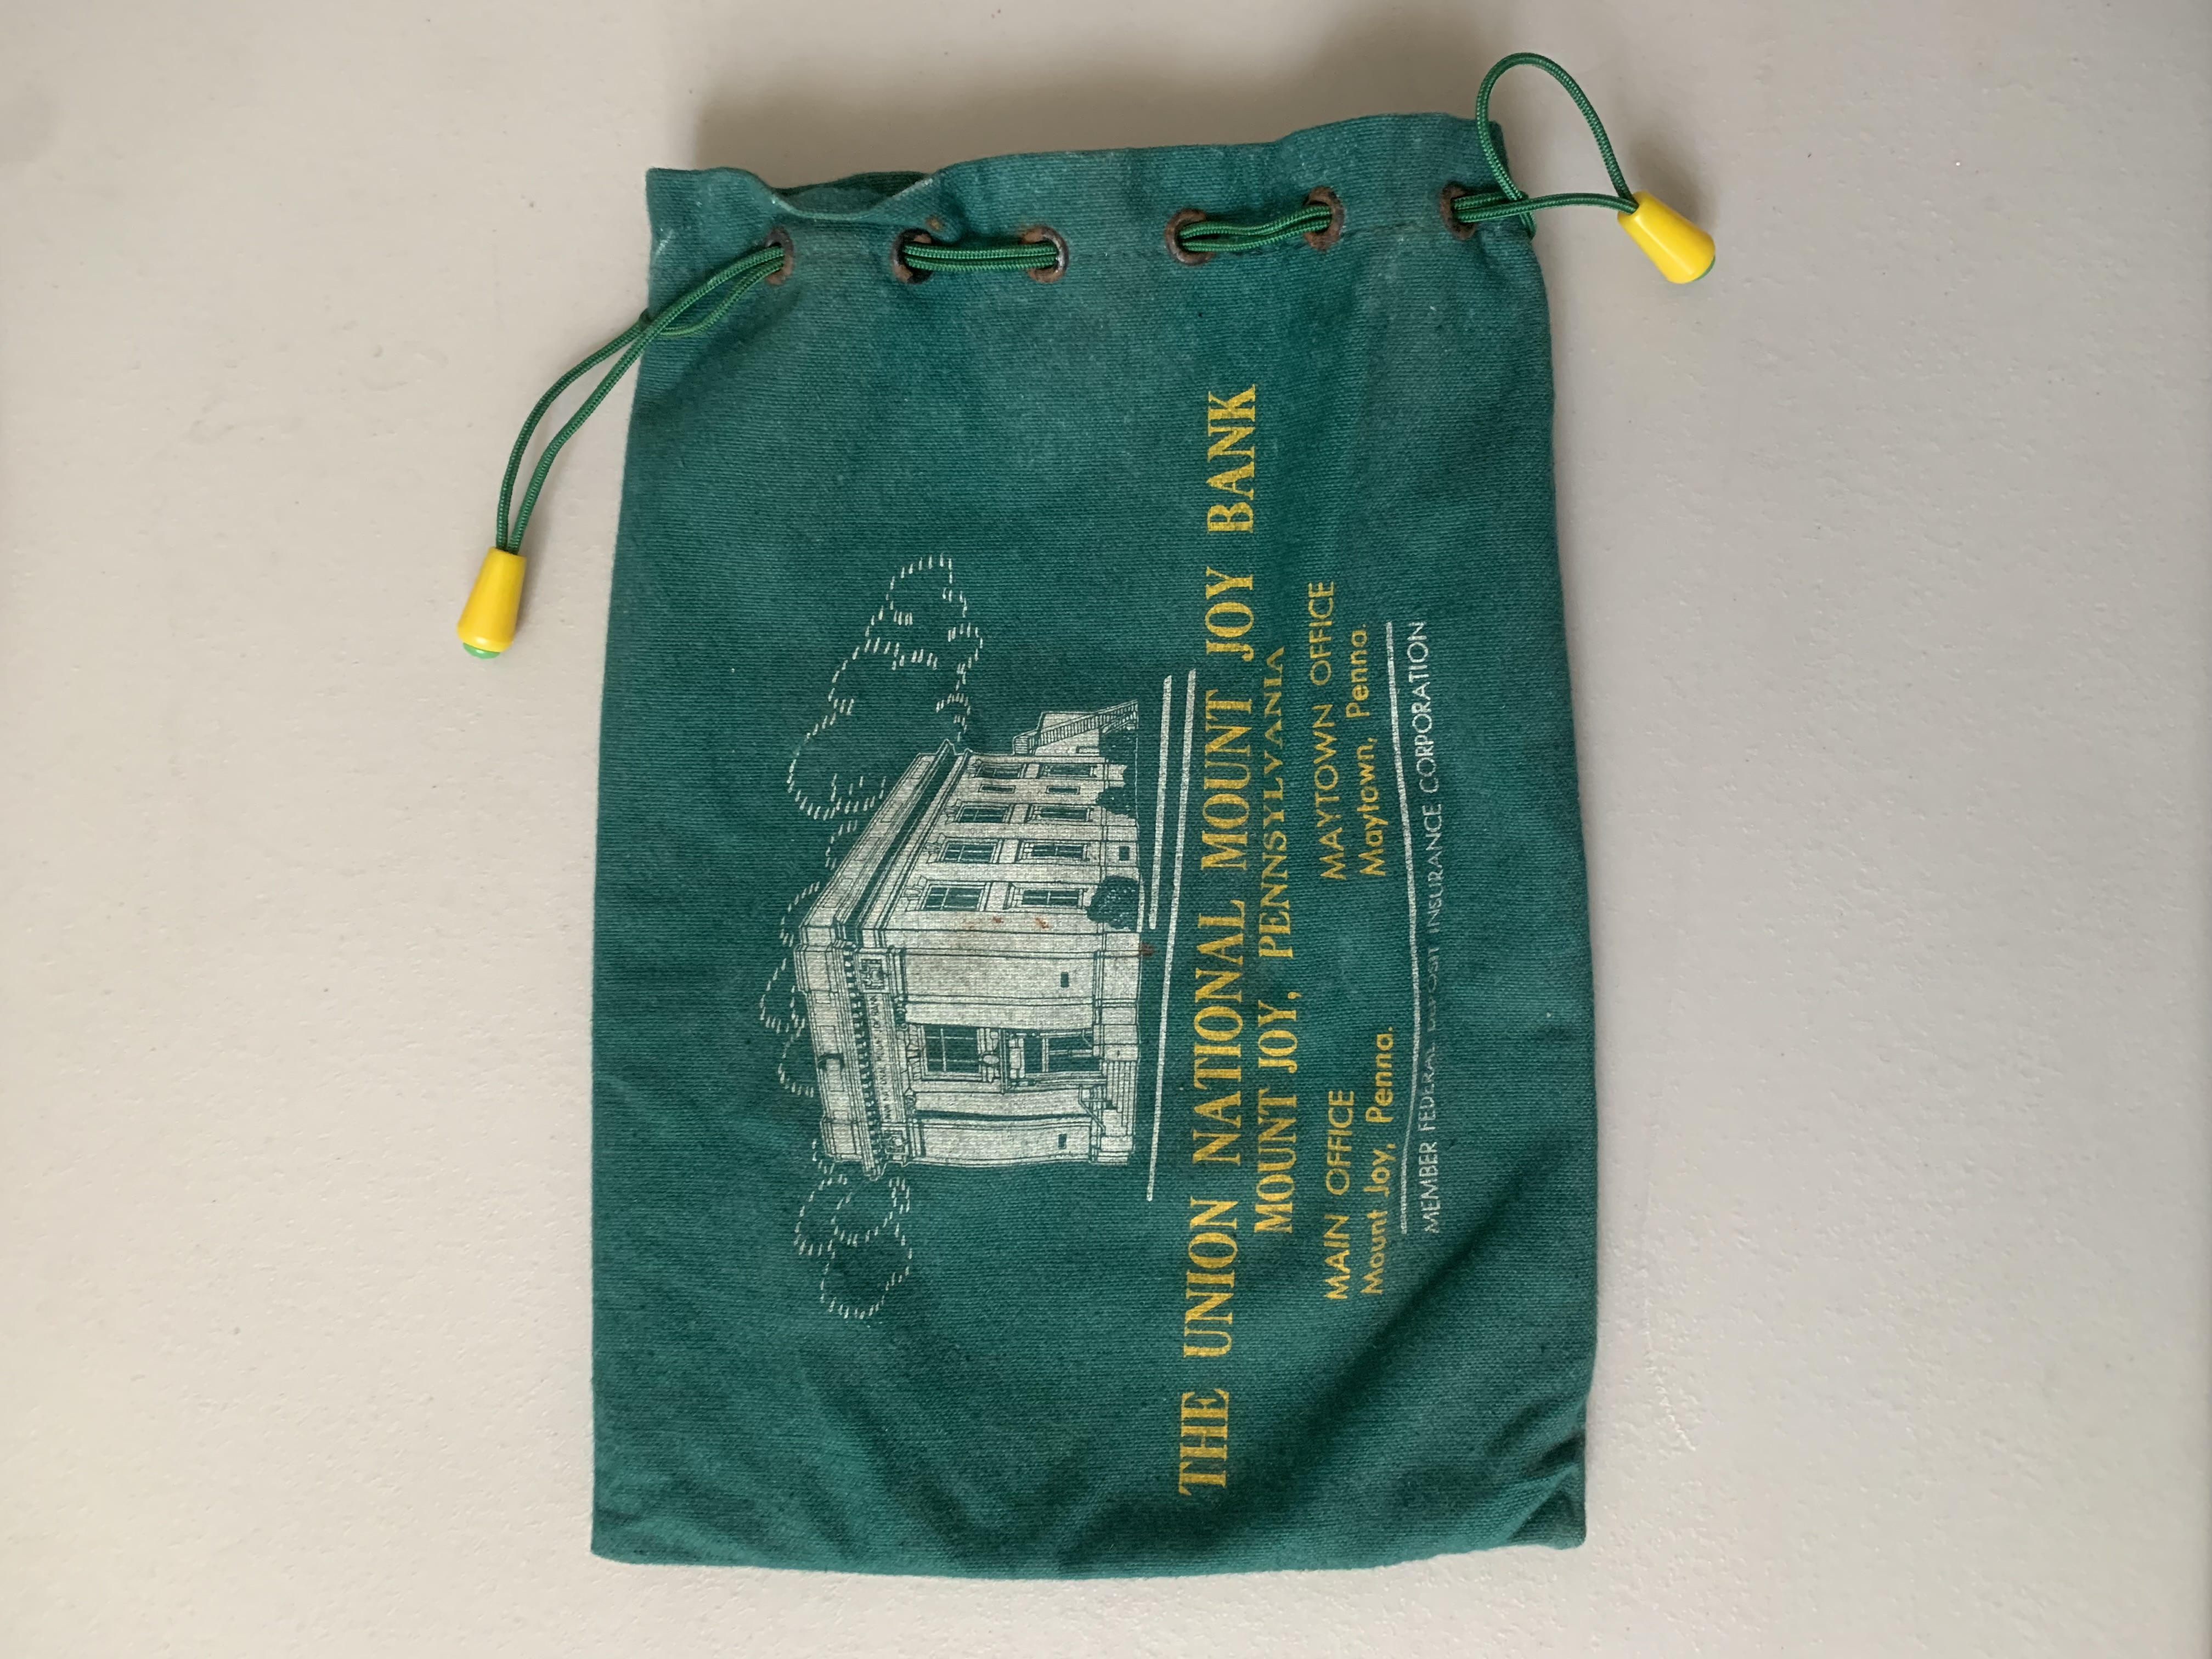 THE UNION NATIONAL MOUNT JOY BANK
MOUNT JOY, PENNSYLVANIA
MAIN OFFICE
Mount Joy, Penna.
MAYTOWN OFFICE
Maytown, Penna.
MEMBER FEDERAL DEPOSIT INSURANCE CORPORATION